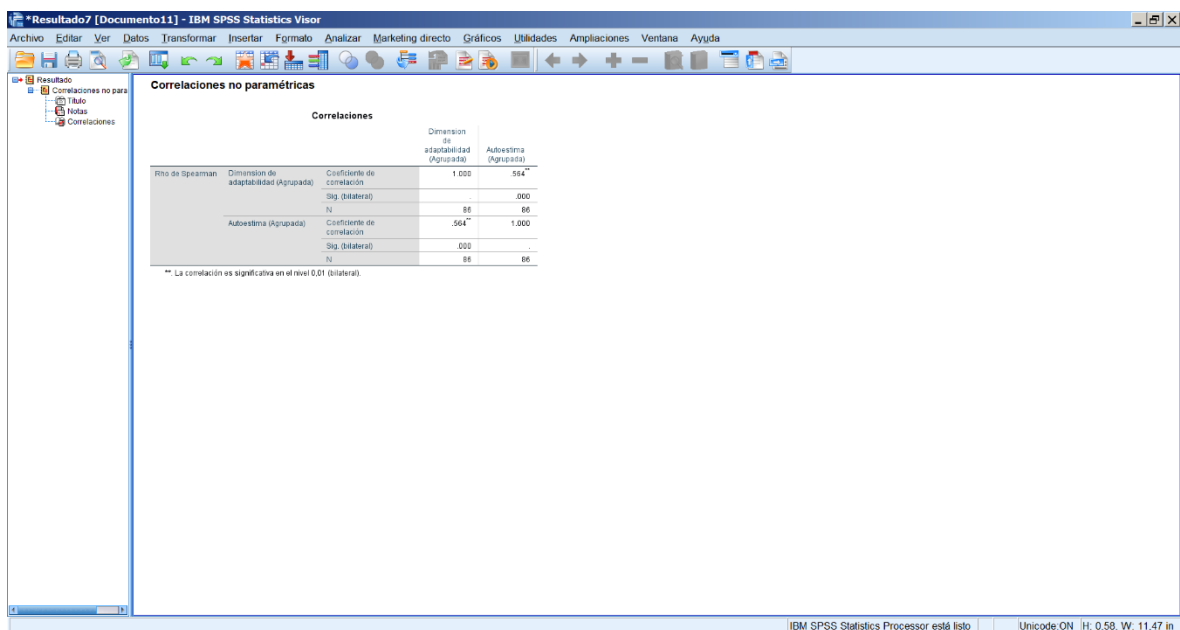 *Resultado7 [Documento11] - IBM SPSS Statistics Visor
Archivo Editar Ver Datos Transformar Insertar Formato Analizar Marketing directo Gráficos Utilidades Ampliaciones Ventana Ayuda
Resultado
Correlaciones no para
Título
Notas
Correlaciones
Correlaciones no paramétricas
Correlaciones
Dimension de adaptabilidad (Agrupada) Autoestima (Agrupada)
Rho de Spearman Dimension de adaptabilidad (Agrupada) Coeficiente de correlación 1.000 .564**
Sig. (bilateral) . .000
N 86 86
Autoestima (Agrupada) Coeficiente de correlación .564** 1.000
Sig. (bilateral) .000 .
N 86 86
**. La correlación es significativa en el nivel 0,01 (bilateral).
IBM SPSS Statistics Processor está listo Unicode:ON H: 0.58, W: 11.47 in